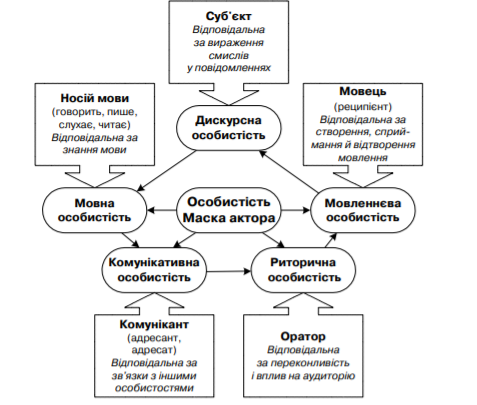 Суб'єкт
Відповідальна
за вираження
смислів
у повідомленнях
Носій мови
(говорить, пише,
слухає, читає)
Відповідальна за
знання мови
Мовець
(реципієнт)
Відповідальна за
створення, сприй-
мання й відтворення
мовлення
Дискурсна
особистість
Мовна
особистість
Особистість
Маска актора
Мовленнєва
особистість
Комунікативна
особистість
Риторична
особистість
Комунікант
(адресант,
адресат)
Відповідальна за
зв'язки з іншими
особистостями
Оратор
Відповідальна
за переконливість
і вплив на аудиторію